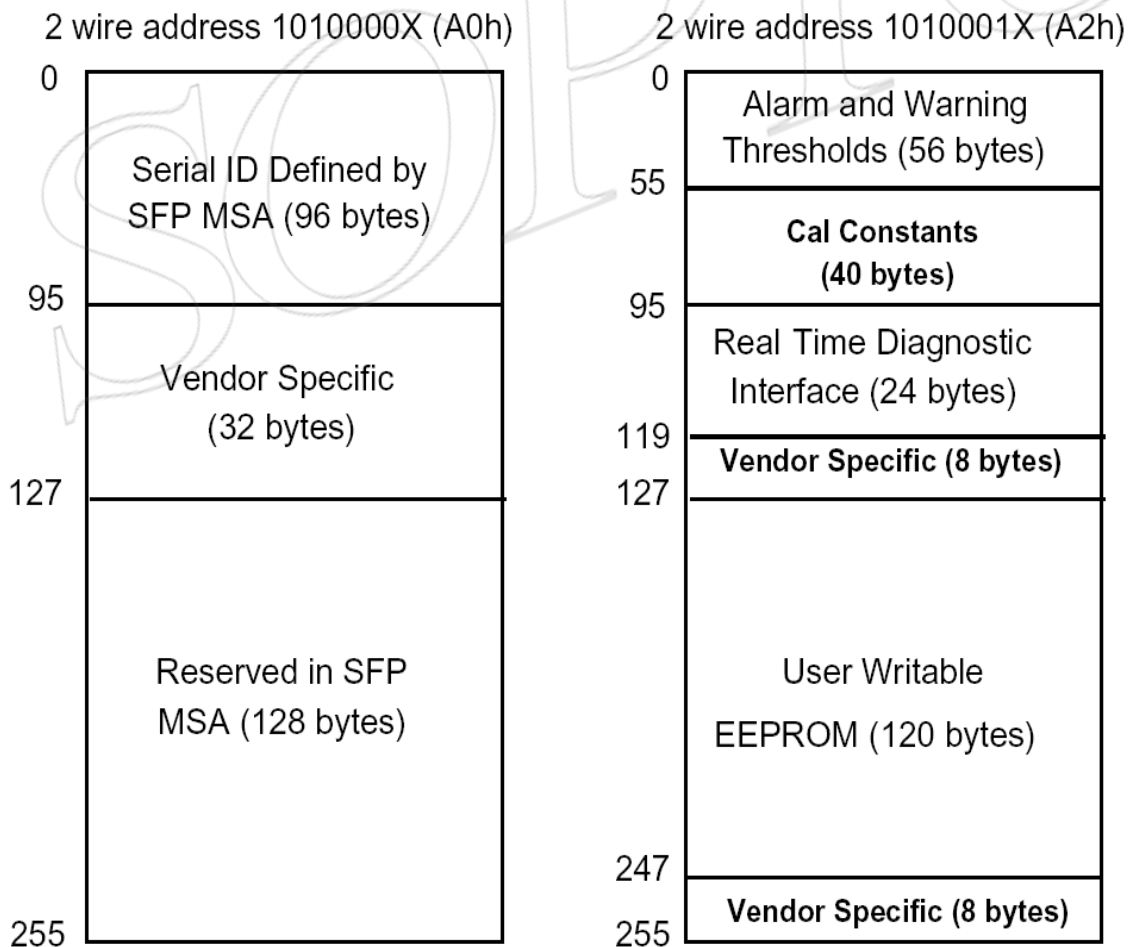 2 wire address 1010000X (A0h)
0
Serial ID Defined by
SFP MSA (96 bytes)
95
Vendor Specific
(32 bytes)
127
Reserved in SFP
MSA (128 bytes)
255
2 wire address 1010001X (A2h)
0
Alarm and Warning
Thresholds (56 bytes)
55
Cal Constants
(40 bytes)
95
Real Time Diagnostic
Interface (24 bytes)
119
Vendor Specific (8 bytes)
127
User Writable
EEPROM (120 bytes)
247
Vendor Specific (8 bytes)
255